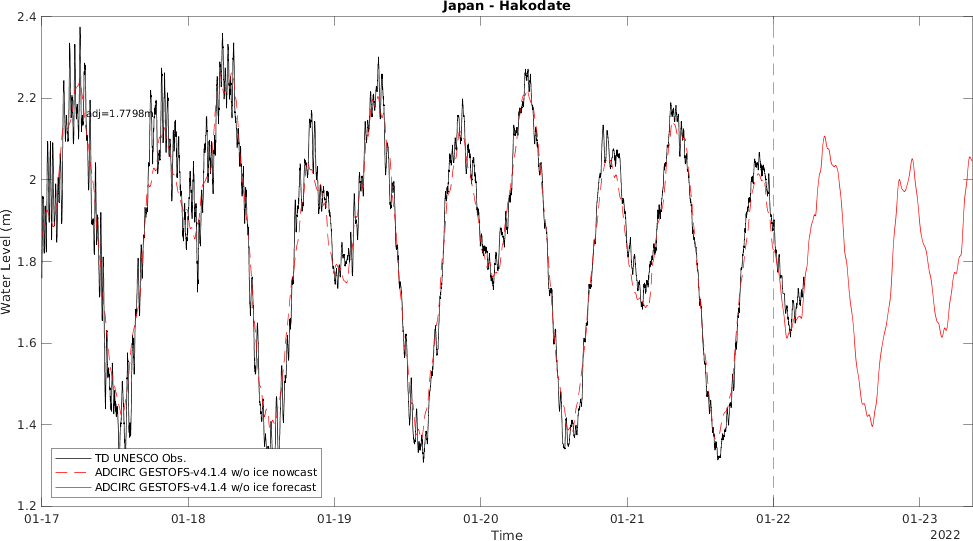 Japan - Hakodate
2.4
2.2
2
1.8
1.6
1.4
1.2
Water Level (m)
adj=1.7798m
TD UNESCO Obs.
ADCIRC GESTOFS-v4.1.4 w/o ice nowcast
ADCIRC GESTOFS-v4.1.4 w/o ice forecast
01-17 01-18 01-19 01-20 01-21 01-22 01-23
Time
2022